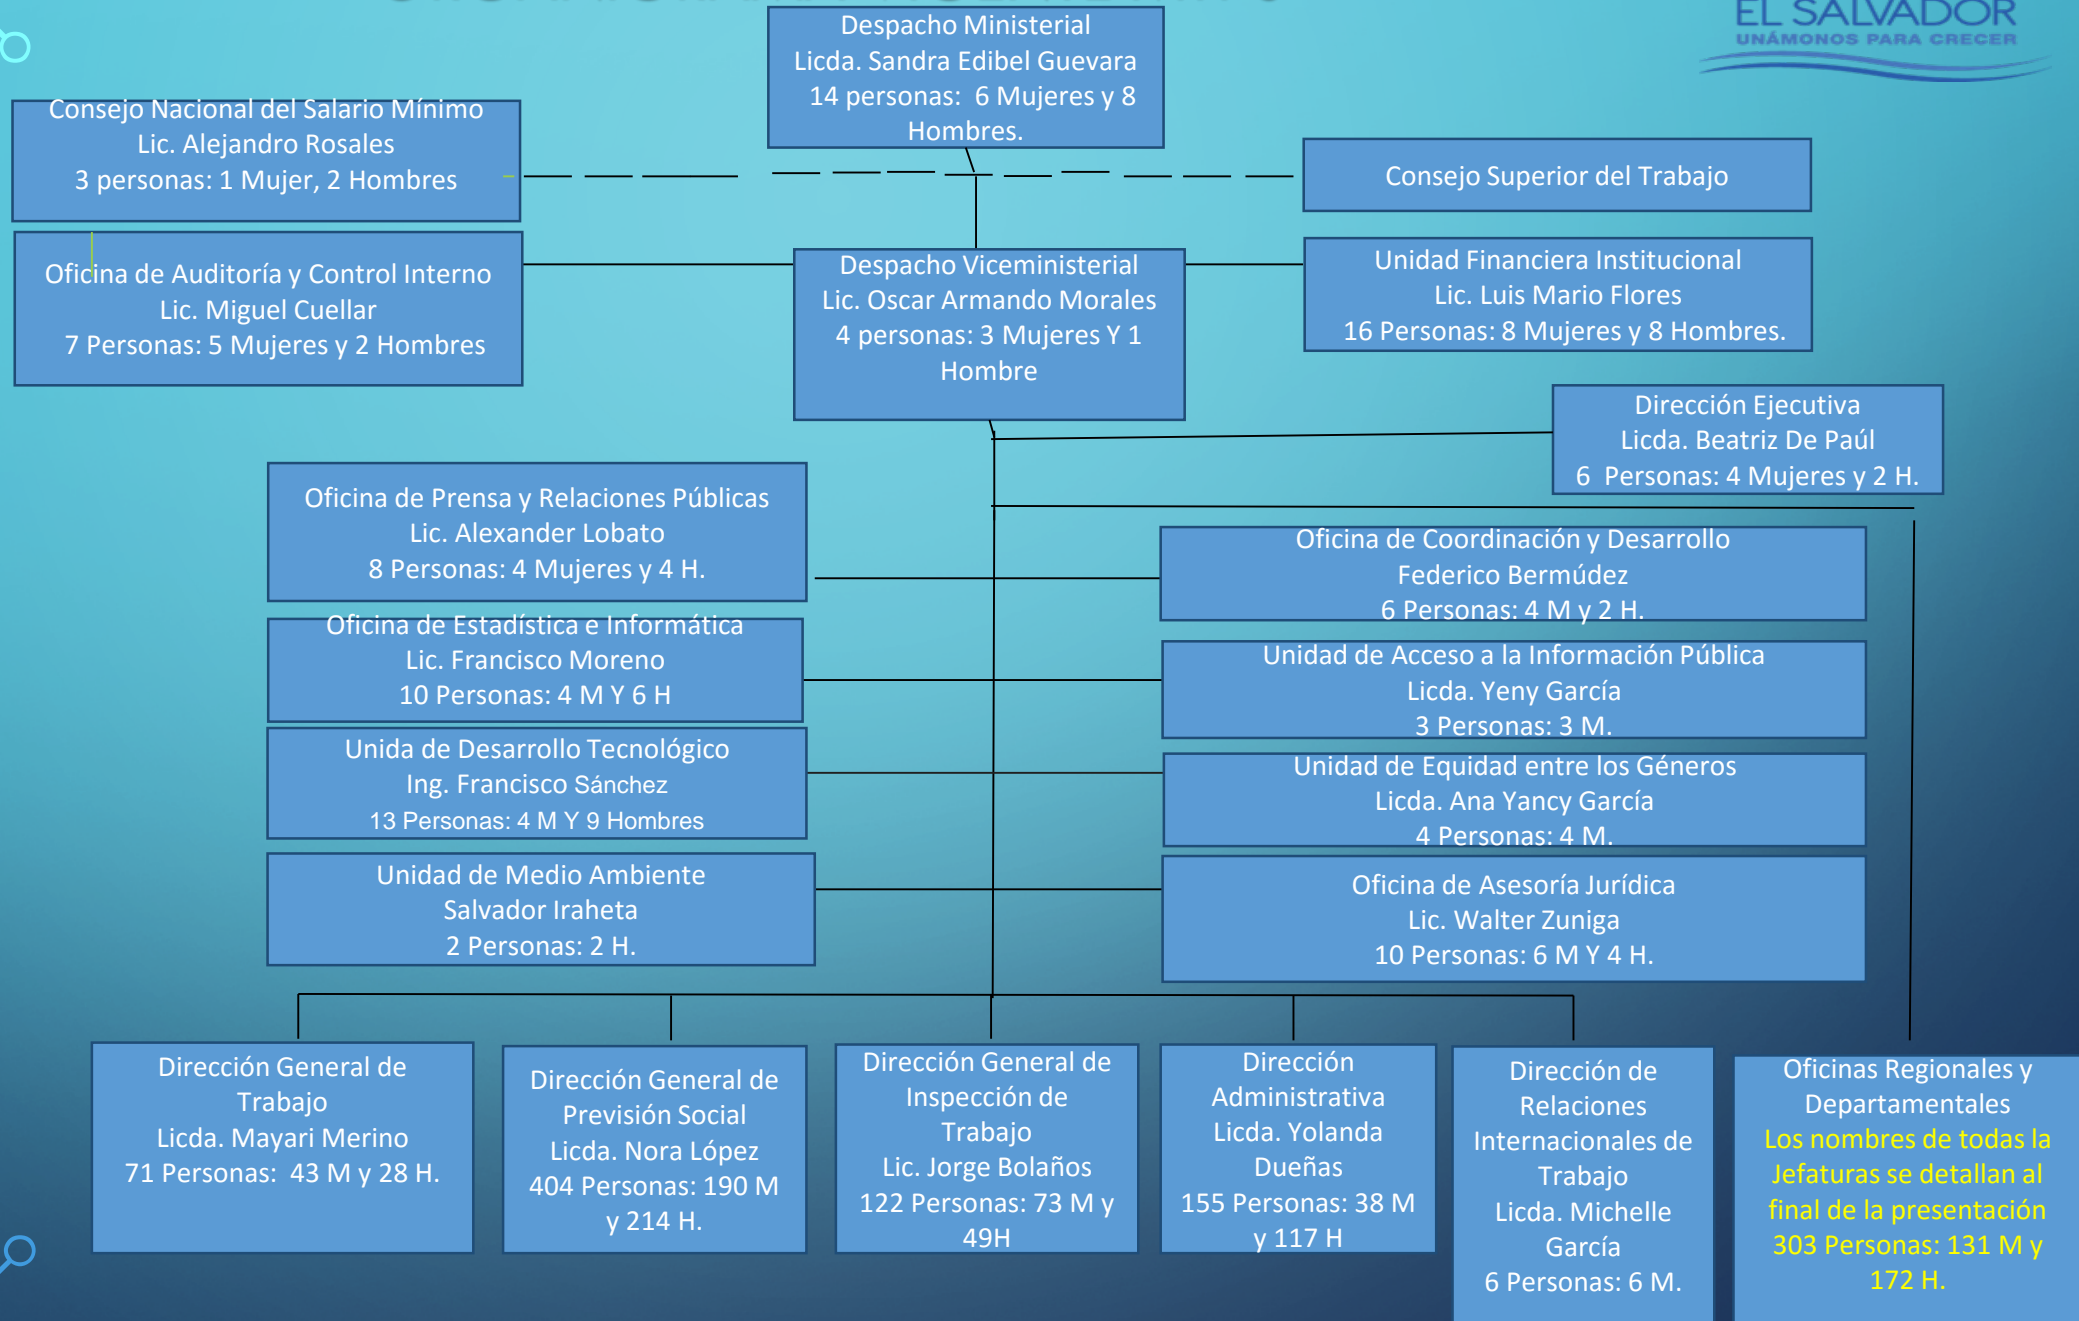 EL SALVADOR
UNÁMONOS PARA CRECER
Despacho Ministerial
Licda. Sandra Edibel Guevara
14 personas: 6 Mujeres y 8
Hombres.
Consejo Nacional del Salario Mínimo
Lic. Alejandro Rosales
3 personas: 1 Mujer, 2 Hombres
Consejo Superior del Trabajo
Oficina de Auditoría y Control Interno
Lic. Miguel Cuellar
7 Personas: 5 Mujeres y 2 Hombres
Despacho Viceministerial
Lic. Oscar Armando Morales
4 personas: 3 Mujeres Y 1
Hombre
Unidad Financiera Institucional
Lic. Luis Mario Flores
16 Personas: 8 Mujeres y 8 Hombres.
Dirección Ejecutiva
Licda. Beatriz De Paúl
6 Personas: 4 Mujeres y 2 H.
Oficina de Prensa y Relaciones Públicas
Lic. Alexander Lobato
8 Personas: 4 Mujeres y 4 H.
Oficina de Coordinación y Desarrollo
Federico Bermúdez
6 Personas: 4 M y 2 H.
Oficina de Estadística e Informática
Lic. Francisco Moreno
10 Personas: 4 M Y 6 H
Unidad de Acceso a la Información Pública
Licda. Yeny García
3 Personas: 3 M.
Unida de Desarrollo Tecnológico
Ing. Francisco Sánchez
13 Personas: 4 M Y 9 Hombres
Unidad de Equidad entre los Géneros
Licda. Ana Yancy García
4 Personas: 4 M.
Unidad de Medio Ambiente
Salvador Iraheta
2 Personas: 2 H.
Oficina de Asesoría Jurídica
Lic. Walter Zuniga
10 Personas: 6 M Y 4 H.
Dirección General de
Trabajo
Licda. Mayari Merino
71 Personas: 43 M y 28 H.
Dirección General de
Previsión Social
Licda. Nora López
404 Personas: 190 M
y 214 H.
Dirección General de
Inspección de
Trabajo
Lic. Jorge Bolaños
122 Personas: 73 M y
49H
Dirección
Administrativa
Licda. Yolanda
Dueñas
155 Personas: 38 M
y 117 H
Dirección de
Relaciones
Internacionales de
Trabajo
Licda. Michelle
García
6 Personas: 6 M.
Oficinas Regionales y
Departamentales
Los nombres de todas la
Jefaturas se detallan al
final de la presentación
303 Personas: 131 M y
172 H.